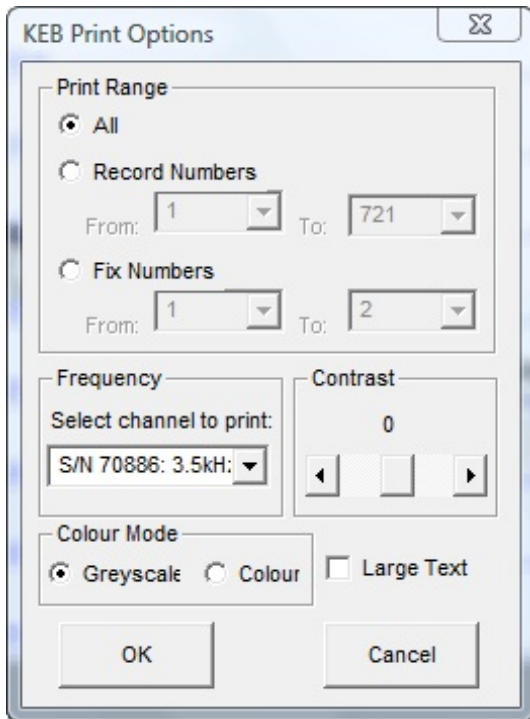 KEB Print Options
Print Range
All
Record Numbers
From: 1 To: 721
Fix Numbers
From: 1 To: 2
Frequency
Select channel to print:
S/N 70886: 3.5kHz
Contrast
0
Colour Mode
Greyscale Colour
Large Text
OK Cancel